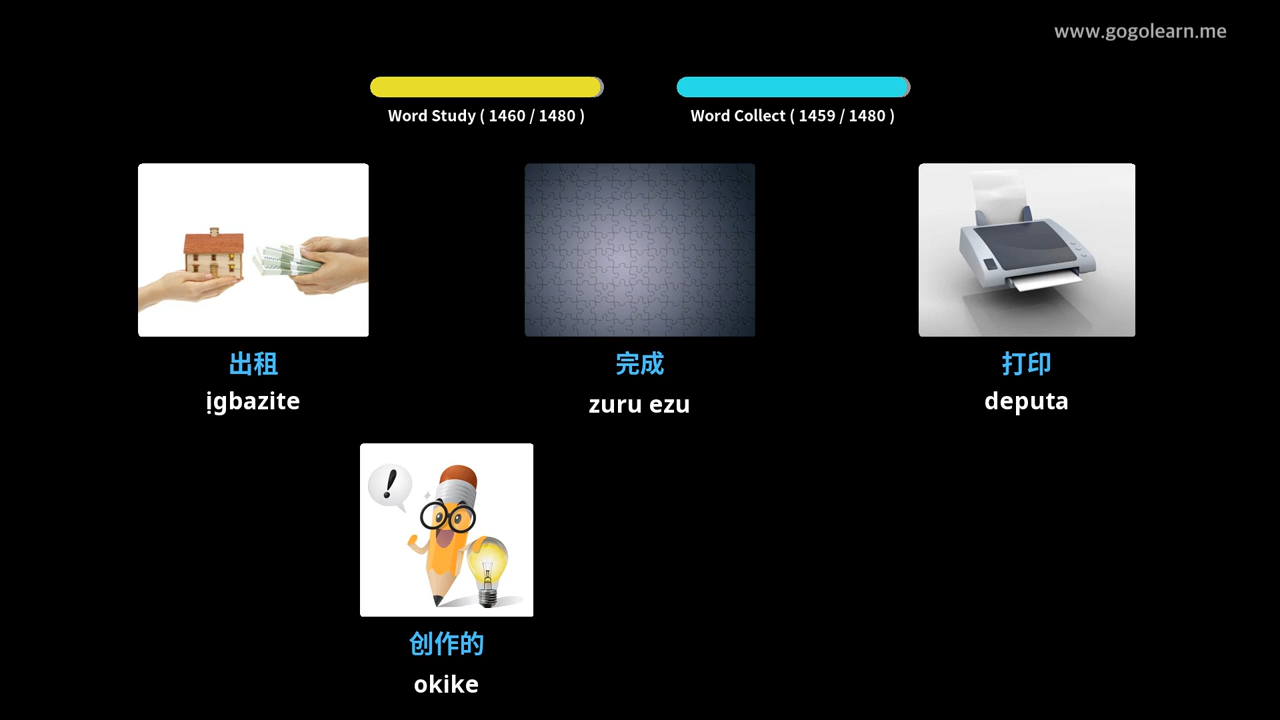 www.gogolearn.me
Word Study ( 1460 / 1480 )
Word Collect ( 1459 / 1480 )
出租
ịgbazite
完成
zuru ezu
打印
deputa
创作的
okike